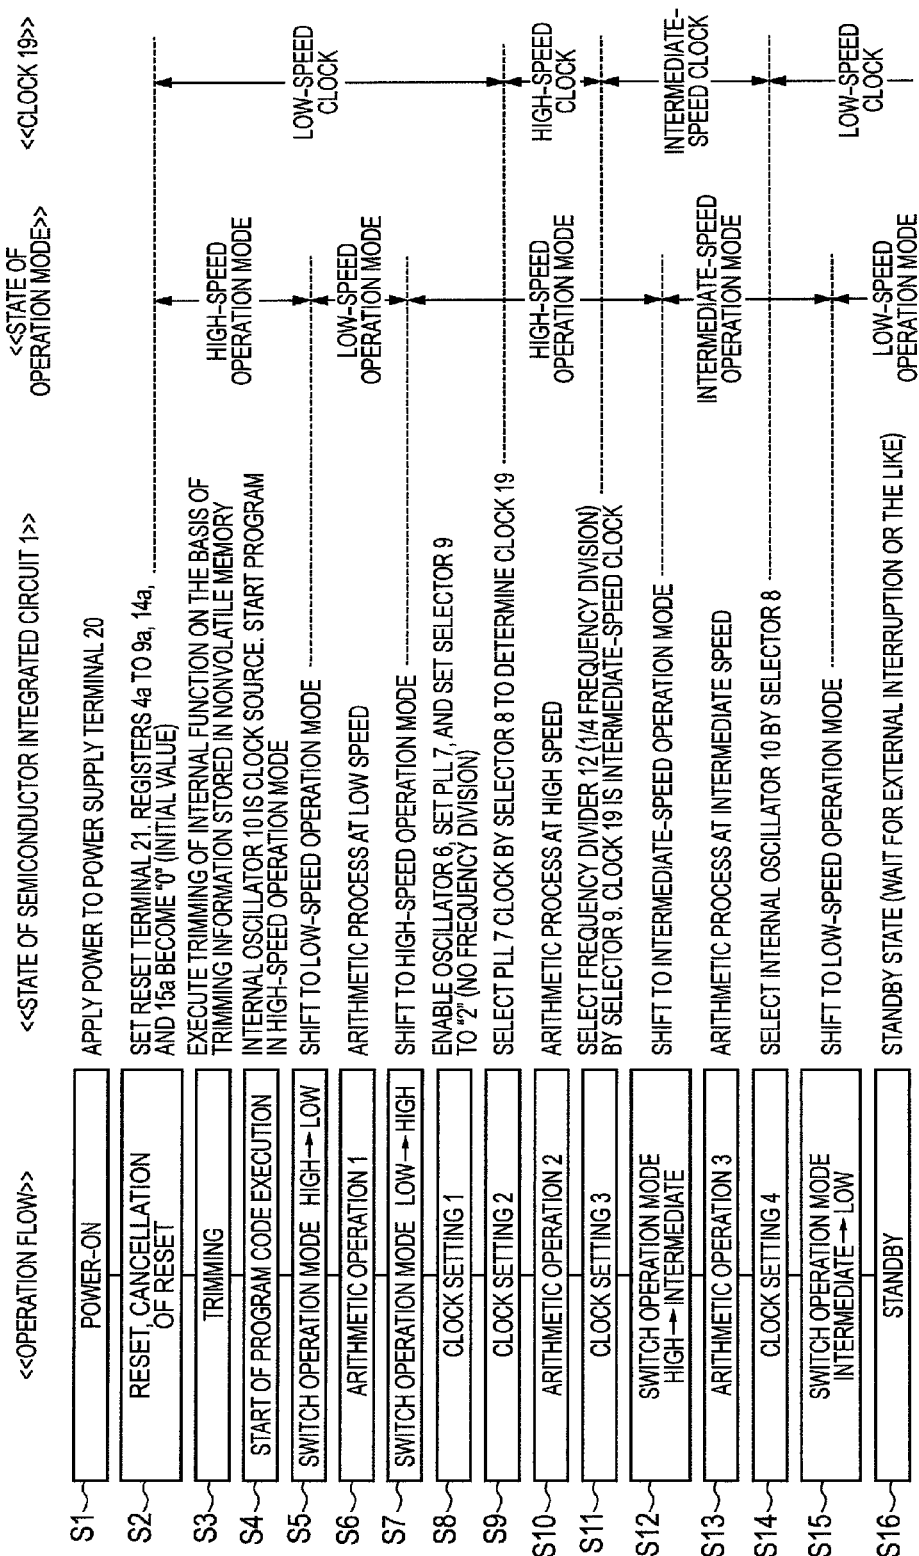 <<OPERATION FLOW>>
<<STATE OF SEMICONDUCTOR INTEGRATED CIRCUIT 1>>
<<STATE OF
OPERATION MODE>>
<<CLOCK 19>>
S1
POWER-ON
APPLY POWER TO POWER SUPPLY TERMINAL 20
S2
RESET, CANCELLATION
OF RESET
SET RESET TERMINAL 21. REGISTERS 4a TO 9a, 14a,
AND 15a BECOME "0" (INITIAL VALUE)
S3
TRIMMING
EXECUTE TRIMMING OF INTERNAL FUNCTION ON THE BASIS OF
TRIMMING INFORMATION STORED IN NONVOLATILE MEMORY
S4
START OF PROGRAM CODE EXECUTION
INTERNAL OSCILLATOR 10 IS CLOCK SOURCE. START PROGRAM
IN HIGH-SPEED OPERATION MODE
S5
SWITCH OPERATION MODE HIGH→LOW
SHIFT TO LOW-SPEED OPERATION MODE
S6
ARITHMETIC OPERATION 1
ARITHMETIC PROCESS AT LOW SPEED
S7
SWITCH OPERATION MODE LOW→HIGH
SHIFT TO HIGH-SPEED OPERATION MODE
S8
CLOCK SETTING 1
ENABLE OSCILLATOR 6, SET PLL 7, AND SET SELECTOR 9
TO "2" (NO FREQUENCY DIVISION)
S9
CLOCK SETTING 2
SELECT PLL 7 CLOCK BY SELECTOR 8 TO DETERMINE CLOCK 19
S10
ARITHMETIC OPERATION 2
ARITHMETIC PROCESS AT HIGH SPEED
S11
CLOCK SETTING 3
SELECT FREQUENCY DIVIDER 12 (1/4 FREQUENCY DIVISION)
BY SELECTOR 9. CLOCK 19 IS INTERMEDIATE-SPEED CLOCK
S12
SWITCH OPERATION MODE
HIGH→INTERMEDIATE
SHIFT TO INTERMEDIATE-SPEED OPERATION MODE
S13
ARITHMETIC OPERATION 3
ARITHMETIC PROCESS AT INTERMEDIATE SPEED
S14
CLOCK SETTING 4
SELECT INTERNAL OSCILLATOR 10 BY SELECTOR 8
S15
SWITCH OPERATION MODE
INTERMEDIATE→LOW
SHIFT TO LOW-SPEED OPERATION MODE
S16
STANDBY
STANDBY STATE (WAIT FOR EXTERNAL INTERRUPTION OR THE LIKE)
HIGH-SPEED
OPERATION MODE
LOW-SPEED
OPERATION MODE
HIGH-SPEED
OPERATION MODE
INTERMEDIATE-SPEED
OPERATION MODE
LOW-SPEED
OPERATION MODE
LOW-SPEED
CLOCK
HIGH-SPEED
CLOCK
INTERMEDIATE-
SPEED CLOCK
LOW-SPEED
CLOCK